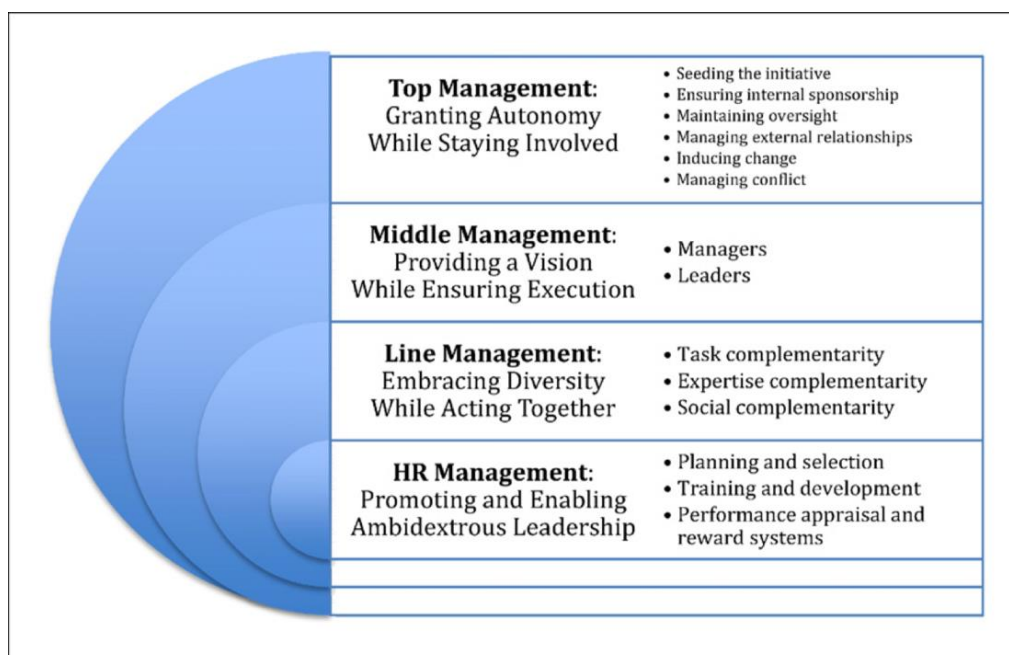 Top Management:
Granting Autonomy
While Staying Involved
• Seeding the initiative
• Ensuring internal sponsorship
• Maintaining oversight
• Managing external relationships
• Inducing change
• Managing conflict
Middle Management:
Providing a Vision
While Ensuring Execution
• Managers
• Leaders
Line Management:
Embracing Diversity
While Acting Together
• Task complementarity
• Expertise complementarity
• Social complementarity
HR Management:
Promoting and Enabling
Ambidextrous Leadership
• Planning and selection
• Training and development
• Performance appraisal and
reward systems